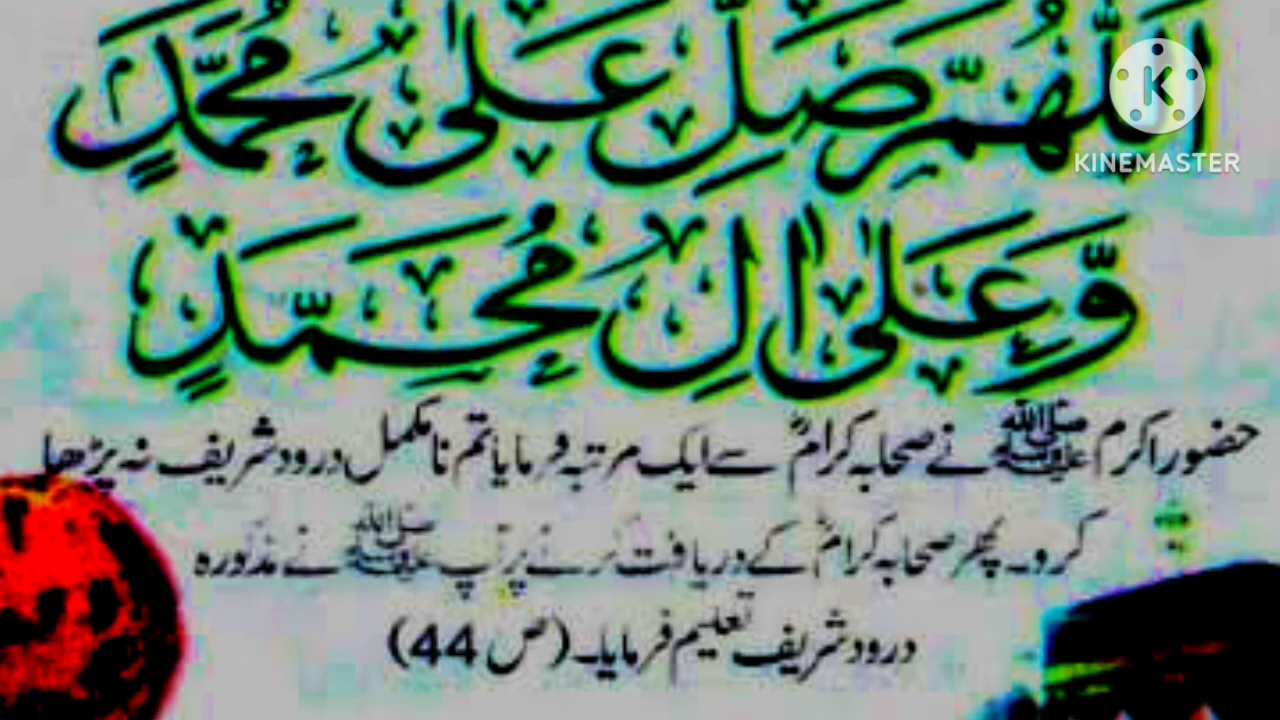 اَللّٰهُمَّ صَلِّ عَلٰى مُحَمَّدٍ
وَّعَلٰى اٰلِ مُحَمَّدٍ
حضور اکرم ﷺ نے صحابہ کرامؓ سے ایک مرتبہ فرمایا تم نامکمل درود شریف نہ پڑھا
کرو۔ پھر صحابہ کرامؓ کے دریافت کرنے پر آپ ﷺ نے مذکورہ
درود شریف تعلیم فرمایا۔ (ص 44)
K
KINEMASTER